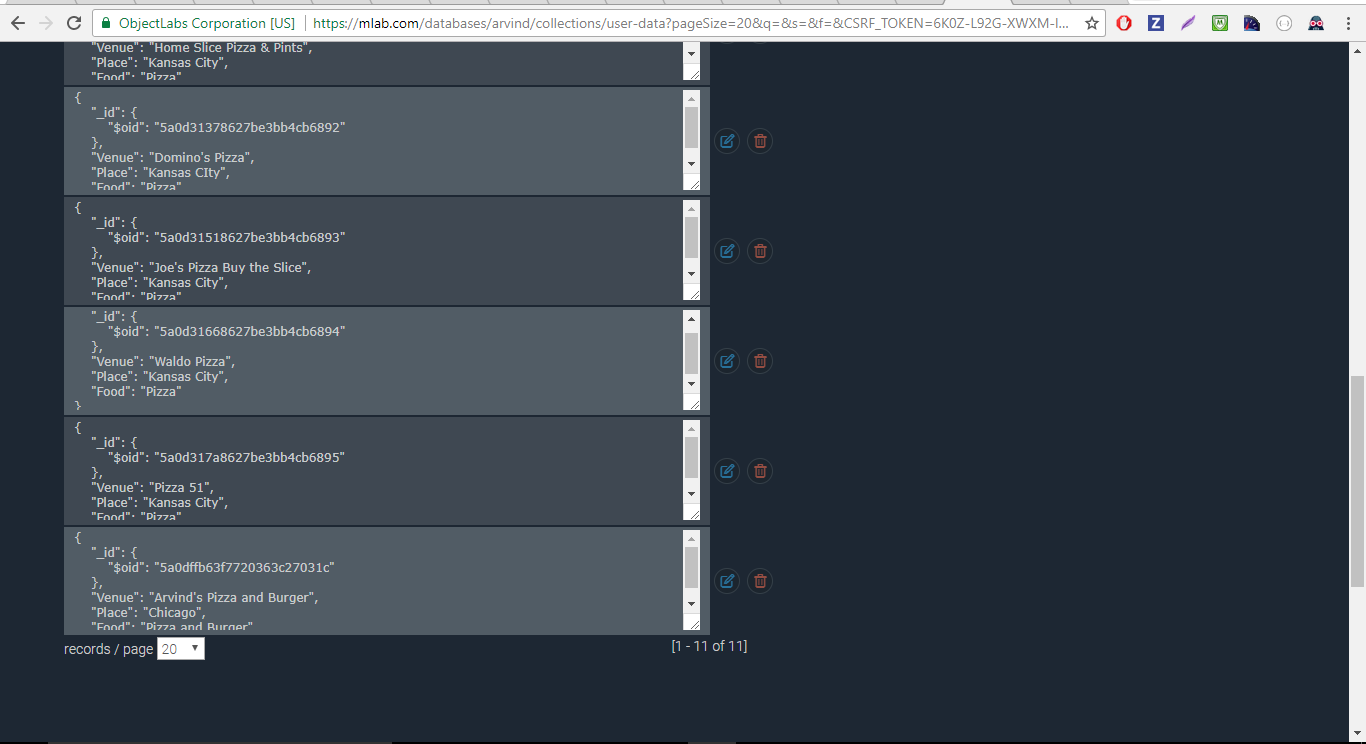 ObjectLabs Corporation [US] https://mlab.com/databases/arvind/collections/user-data?pageSize=20&q=&s=&f=&CSRF_TOKEN=6K0Z-L92G-XWXM-I...
"Venue": "Home Slice Pizza & Pints",
"Place": "Kansas City",
"Food": "Pizza"
{
"_id": {
"$oid": "5a0d31378627be3bb4cb6892"
},
"Venue": "Domino's Pizza",
"Place": "Kansas CIty",
"Food": "Pizza"
{
"_id": {
"$oid": "5a0d31518627be3bb4cb6893"
},
"Venue": "Joe's Pizza Buy the Slice",
"Place": "Kansas City",
"Food": "Pizza"
"_id": {
"$oid": "5a0d31668627be3bb4cb6894"
},
"Venue": "Waldo Pizza",
"Place": "Kansas City",
"Food": "Pizza"
}
{
"_id": {
"$oid": "5a0d317a8627be3bb4cb6895"
},
"Venue": "Pizza 51",
"Place": "Kansas City",
"Food": "Pizza"
{
"_id": {
"$oid": "5a0dffb63f7720363c27031c"
},
"Venue": "Arvind's Pizza and Burger",
"Place": "Chicago",
"Food": "Pizza and Burger"
records / page 20 [1 - 11 of 11]